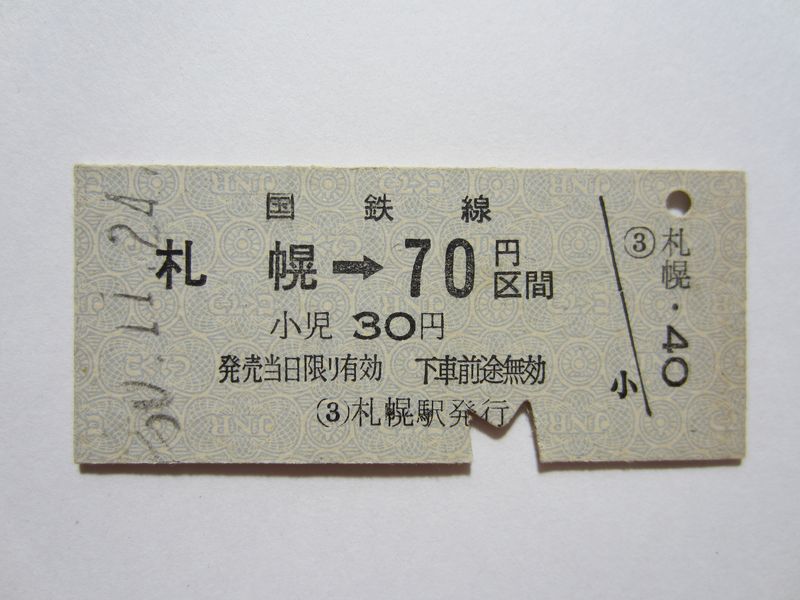 国鉄線
札幌→70円区間
小児 30円
発売当日限り有効 下車前途無効
③札幌駅発行
小
③札幌・40